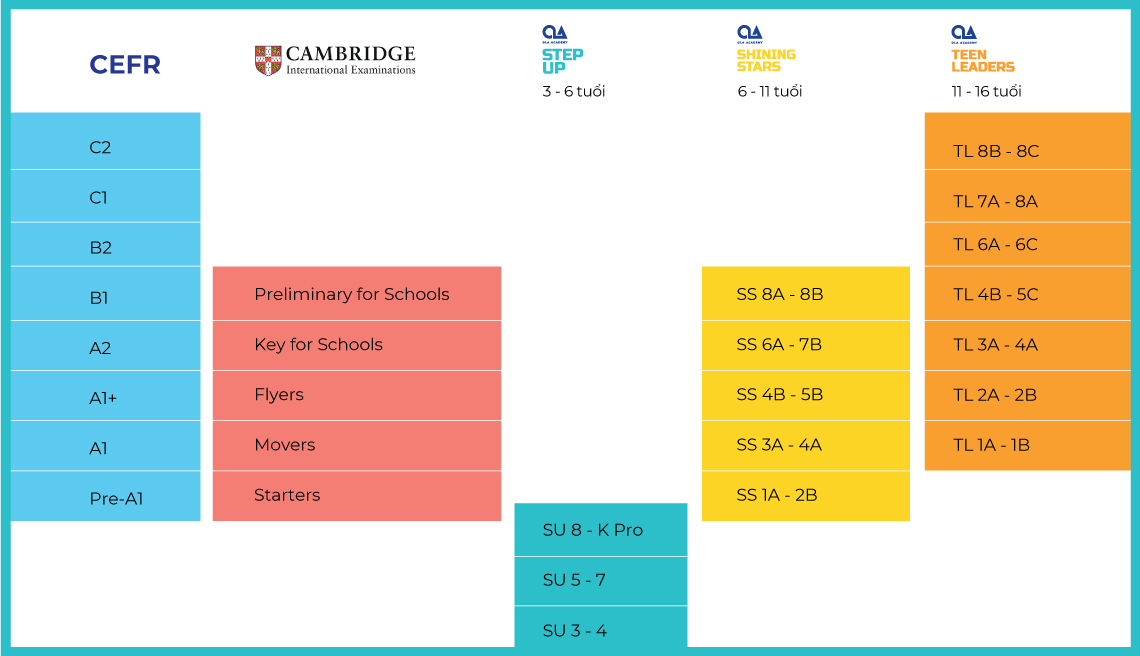 CEFR
CAMBRIDGE
International Examinations
OLA ACADEMY
STEP
UP
3 - 6 tuổi
OLA ACADEMY
SHINING
STARS
6 - 11 tuổi
OLA ACADEMY
TEEN
LEADERS
11 - 16 tuổi
C2
TL 8B - 8C
C1
TL 7A - 8A
B2
TL 6A - 6C
B1
Preliminary for Schools
SS 8A - 8B
TL 4B - 5C
A2
Key for Schools
SS 6A - 7B
TL 3A - 4A
A1+
Flyers
SS 4B - 5B
TL 2A - 2B
A1
Movers
SS 3A - 4A
TL 1A - 1B
Pre-A1
Starters
SS 1A - 2B
SU 8 - K Pro
SU 5 - 7
SU 3 - 4